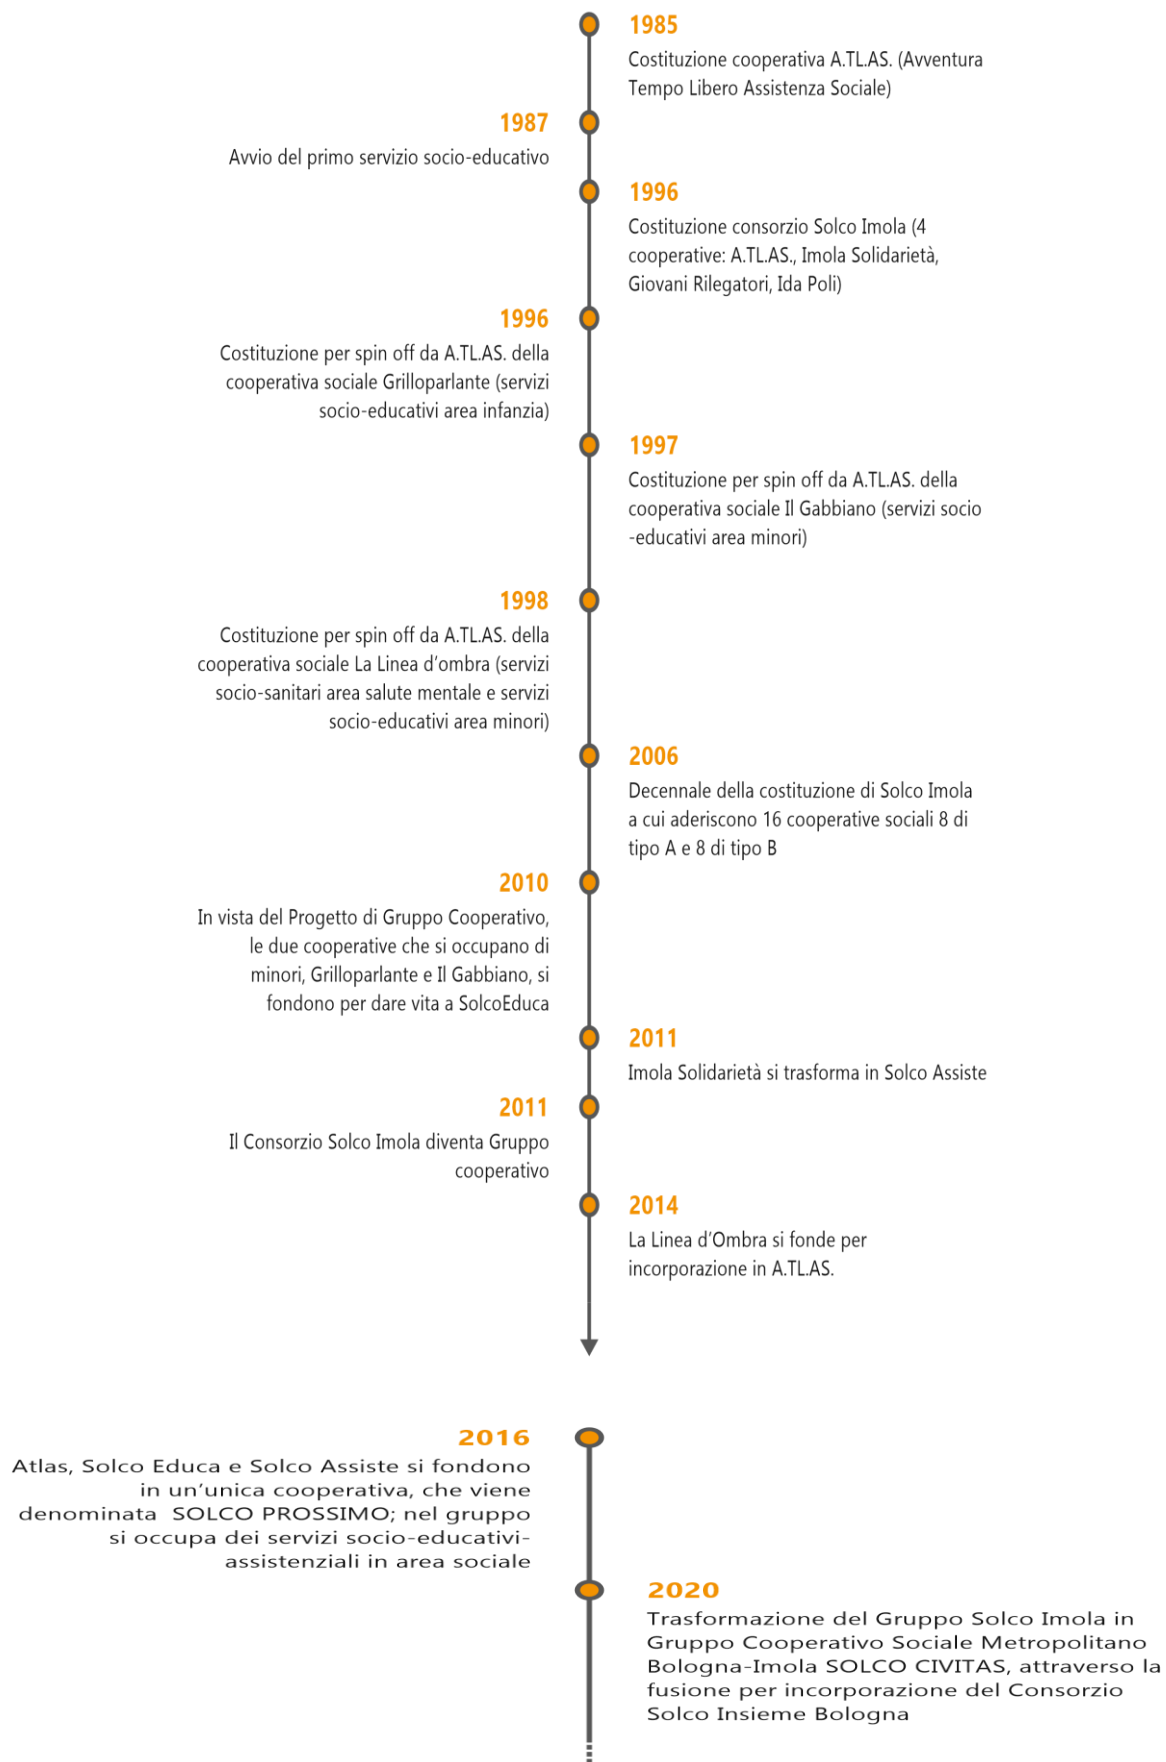 1985
Costituzione cooperativa A.TL.AS. (Avventura
Tempo Libero Assistenza Sociale)
1987
Avvio del primo servizio socio-educativo
1996
Costituzione consorzio Solco Imola (4
cooperative: A.TL.AS., Imola Solidarietà,
Giovani Rilegatori, Ida Poli)
1996
Costituzione per spin off da A.TL.AS. della
cooperativa sociale Grilloparlante (servizi
socio-educativi area infanzia)
1997
Costituzione per spin off da A.TL.AS. della
cooperativa sociale Il Gabbiano (servizi socio
-educativi area minori)
1998
Costituzione per spin off da A.TL.AS. della
cooperativa sociale La Linea d'ombra (servizi
socio-sanitari area salute mentale e servizi
socio-educativi area minori)
2006
Decennale della costituzione di Solco Imola
a cui aderiscono 16 cooperative sociali 8 di
tipo A e 8 di tipo B
2010
In vista del Progetto di Gruppo Cooperativo,
le due cooperative che si occupano di
minori, Grilloparlante e Il Gabbiano, si
fondono per dare vita a SolcoEduca
2011
Imola Solidarietà si trasforma in Solco Assiste
2011
Il Consorzio Solco Imola diventa Gruppo
cooperativo
2014
La Linea d'Ombra si fonde per
incorporazione in A.TL.AS.
2016
Atlas, Solco Educa e Solco Assiste si fondono
in un'unica cooperativa, che viene
denominata  SOLCO PROSSIMO; nel gruppo
si occupa dei servizi socio-educativi-
assistenziali in area sociale
2020
Trasformazione del Gruppo Solco Imola in
Gruppo Cooperativo Sociale Metropolitano
Bologna-Imola SOLCO CIVITAS, attraverso la
fusione per incorporazione del Consorzio
Solco Insieme Bologna